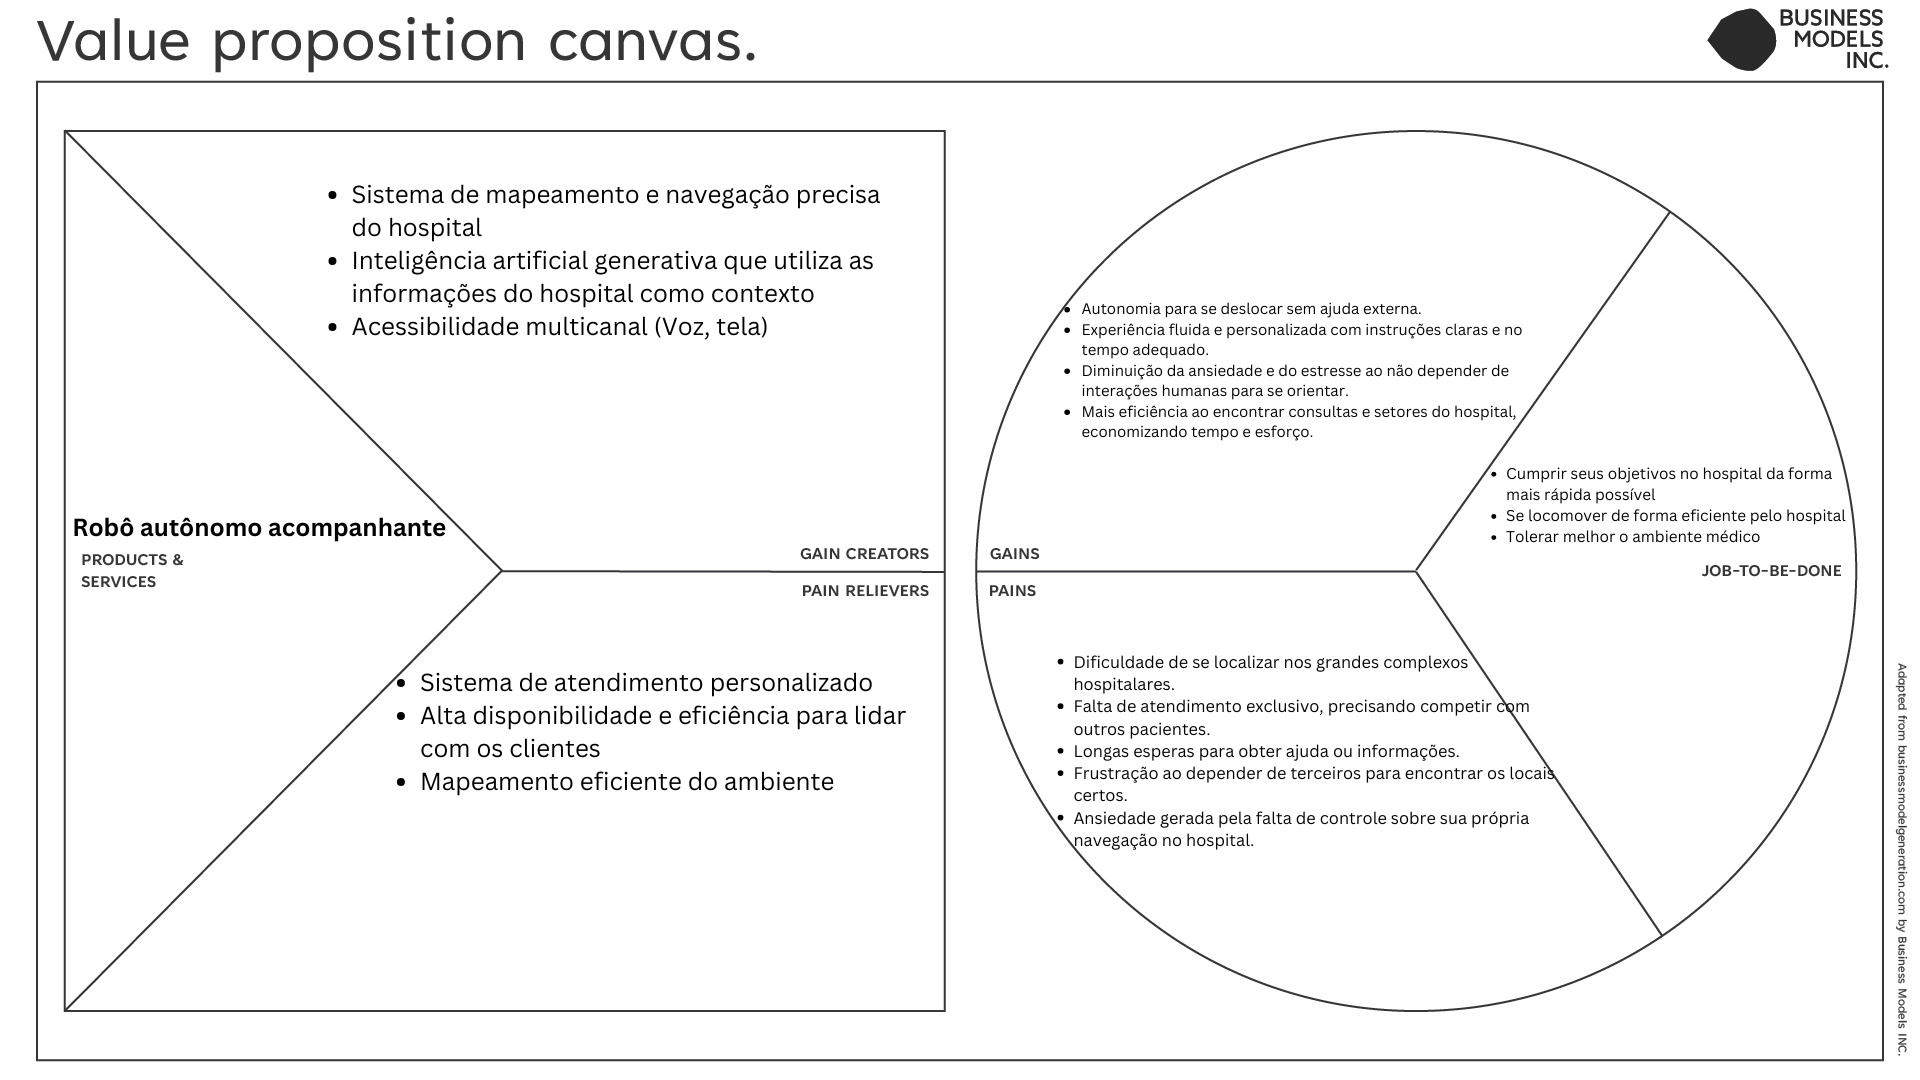 Value proposition canvas.
BUSINESS
MODELS
INC.
• Sistema de mapeamento e navegação precisa
do hospital
• Inteligência artificial generativa que utiliza as
informações do hospital como contexto
• Acessibilidade multicanal (Voz, tela)
Robô autônomo acompanhante
PRODUCTS &
SERVICES
GAIN CREATORS
PAIN RELIEVERS
• Sistema de atendimento personalizado
• Alta disponibilidade e eficiência para lidar
com os clientes
• Mapeamento eficiente do ambiente
• Autonomia para se deslocar sem ajuda externa.
• Experiência fluida e personalizada com instruções claras e no
tempo adequado.
• Diminuição da ansiedade e do estresse ao não depender de
interações humanas para se orientar.
• Mais eficiência ao encontrar consultas e setores do hospital,
economizando tempo e esforço.
GAINS
PAINS
• Cumprir seus objetivos no hospital da forma
mais rápida possível
• Se locomover de forma eficiente pelo hospital
• Tolerar melhor o ambiente médico
JOB-TO-BE-DONE
• Dificuldade de se localizar nos grandes complexos
hospitalares.
• Falta de atendimento exclusivo, precisando competir com
outros pacientes.
• Longas esperas para obter ajuda ou informações.
• Frustração ao depender de terceiros para encontrar os locais
certos.
• Ansiedade gerada pela falta de controle sobre sua própria
navegação no hospital.
Adapted from businessmodelgeneration.com by Business Models INC.